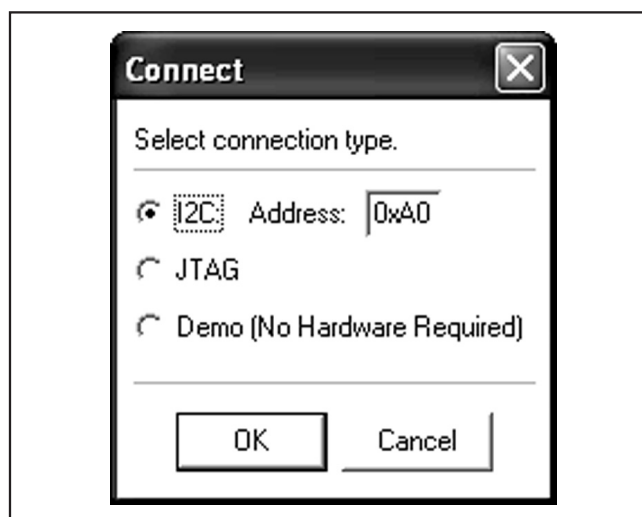 Connect
Select connection type.
I2C: Address: 0xA0
JTAG
Demo (No Hardware Required)
OK Cancel